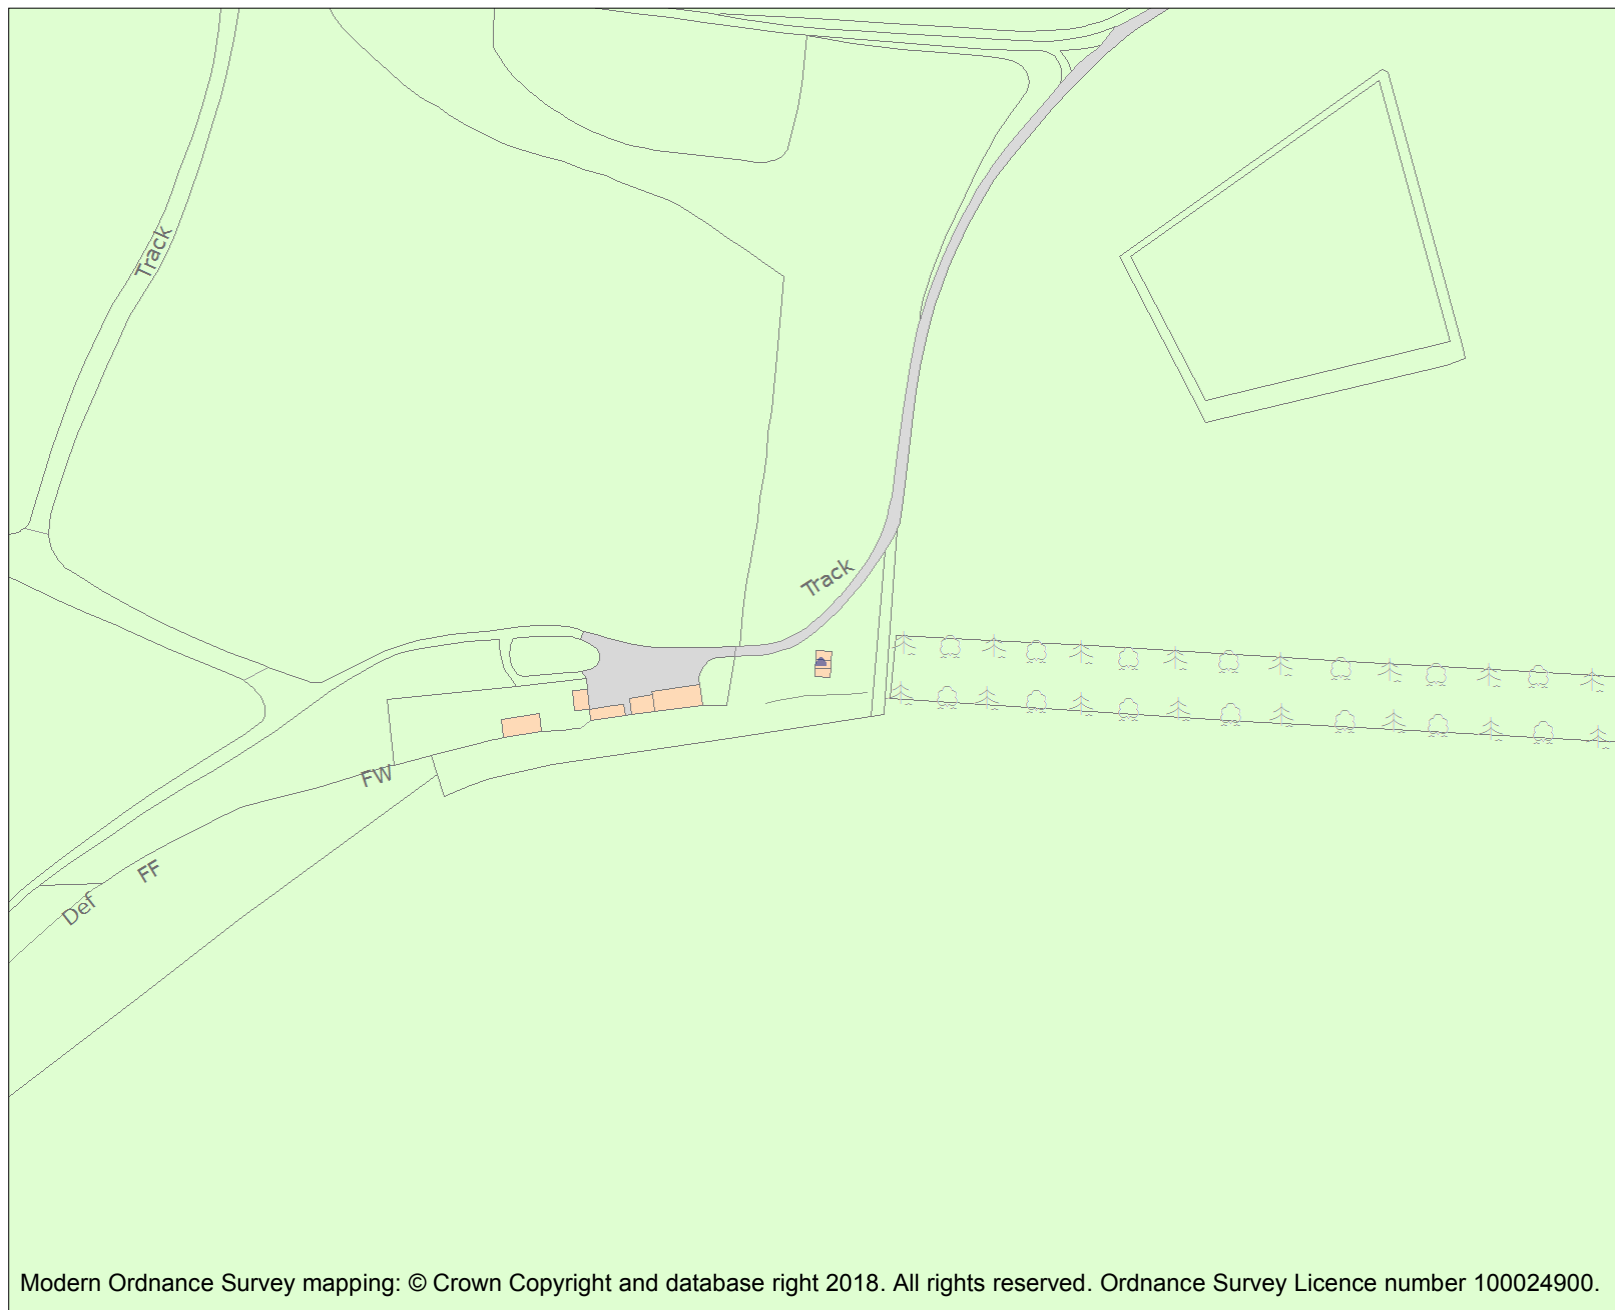 Track
Track
FW
FF
Def
Modern Ordnance Survey mapping: © Crown Copyright and database right 2018. All rights reserved. Ordnance Survey Licence number 100024900.